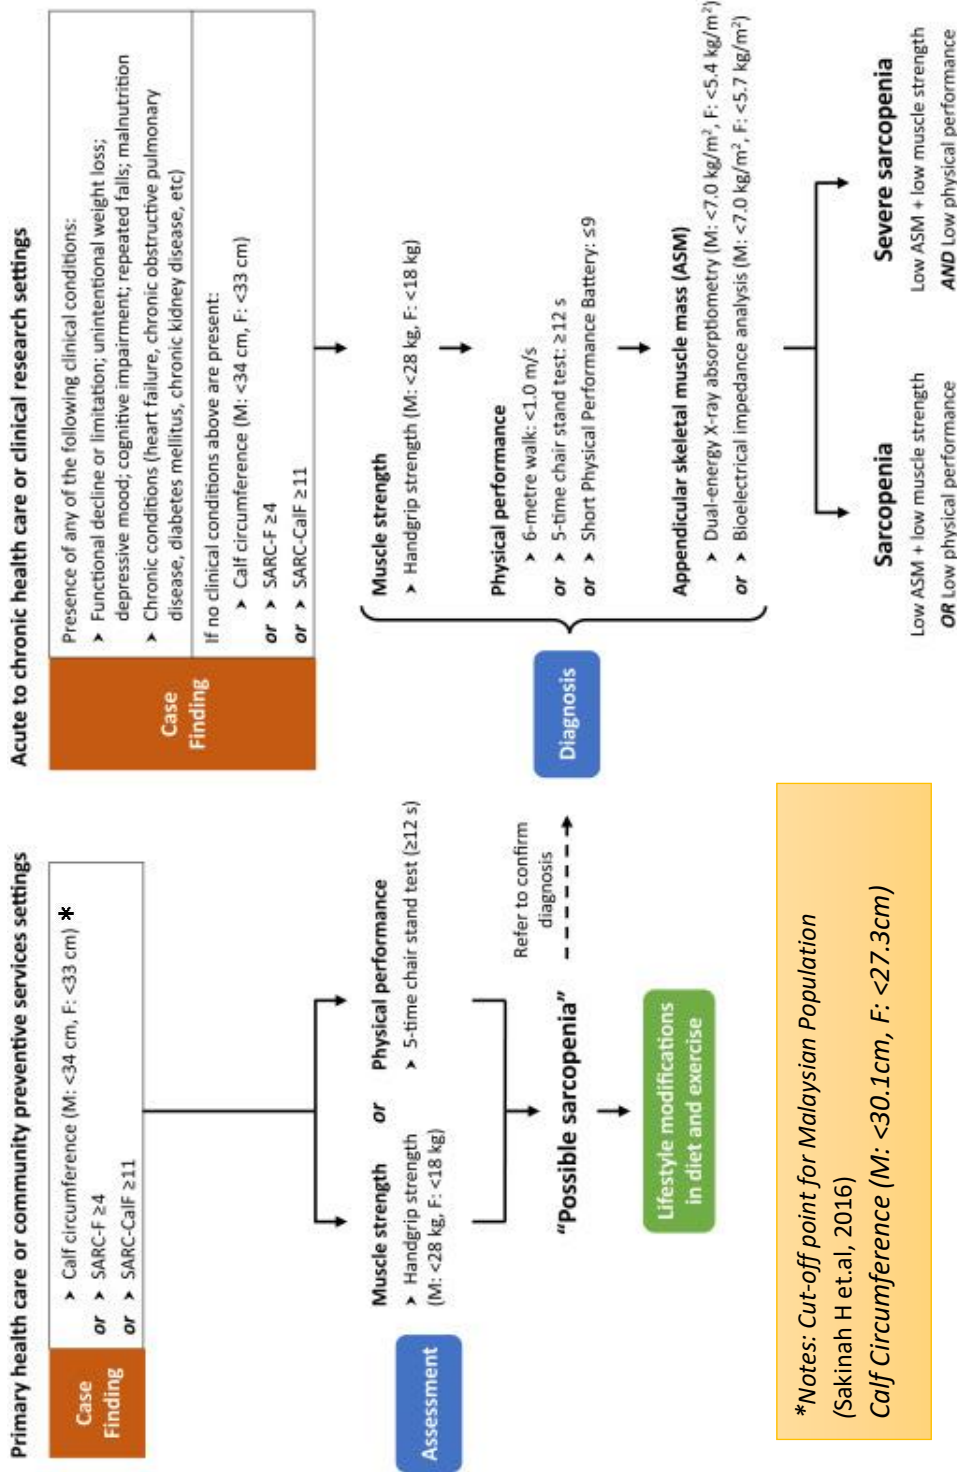 Primary health care or community preventive services settings
Case
Finding
➤ Calf circumference (M: <34 cm, F: <33 cm) *
or ➤ SARC-F ≥4
or ➤ SARC-CalF ≥11
Assessment
Muscle strength
➤ Handgrip strength
(M: <28 kg, F: <18 kg)
or
Physical performance
➤ 5-time chair stand test (≥12 s)
"Possible sarcopenia"
Refer to confirm
diagnosis
Lifestyle modifications
in diet and exercise
*Notes: Cut-off point for Malaysian Population
(Sakinah H et.al, 2016)
Calf Circumference (M: <30.1cm, F: <27.3cm)
Acute to chronic health care or clinical research settings
Case
Finding
Presence of any of the following clinical conditions:
➤ Functional decline or limitation; unintentional weight loss;
depressive mood; cognitive impairment; repeated falls; malnutrition
➤ Chronic conditions (heart failure, chronic obstructive pulmonary
disease, diabetes mellitus, chronic kidney disease, etc)
If no clinical conditions above are present:
➤ Calf circumference (M: <34 cm, F: <33 cm)
or ➤ SARC-F ≥4
or ➤ SARC-CalF ≥11
Diagnosis
Muscle strength
➤ Handgrip strength (M: <28 kg, F: <18 kg)
Physical performance
➤ 6-metre walk: <1.0 m/s
or ➤ 5-time chair stand test: ≥12 s
or ➤ Short Physical Performance Battery: ≤9
Appendicular skeletal muscle mass (ASM)
➤ Dual-energy X-ray absorptiometry (M: <7.0 kg/m², F: <5.4 kg/m²)
or ➤ Bioelectrical impedance analysis (M: <7.0 kg/m², F: <5.7 kg/m²)
Sarcopenia
Low ASM + low muscle strength
OR Low physical performance
Severe sarcopenia
Low ASM + low muscle strength
AND Low physical performance